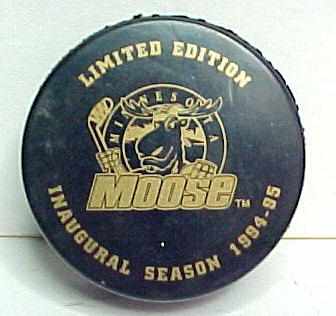 LIMITED EDITION
MINNESOTA
MOOSE TM
INAUGURAL SEASON 1994-95